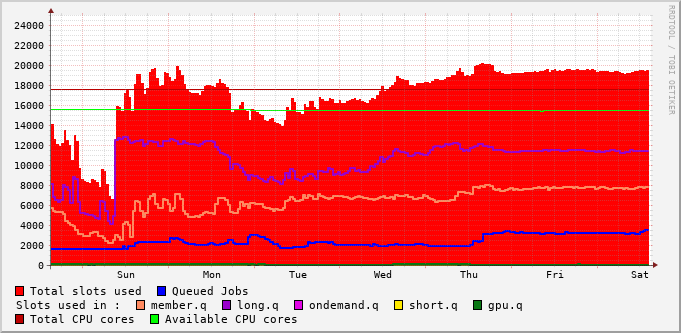 24000
22000
20000
18000
16000
14000
12000
10000
8000
6000
4000
2000
0
Sun Mon Tue Wed Thu Fri Sat
Total slots used Queued Jobs
Slots used in : member.q long.q ondemand.q short.q gpu.q
Total CPU cores Available CPU cores
RRDTOOL / TOBI OETIKER